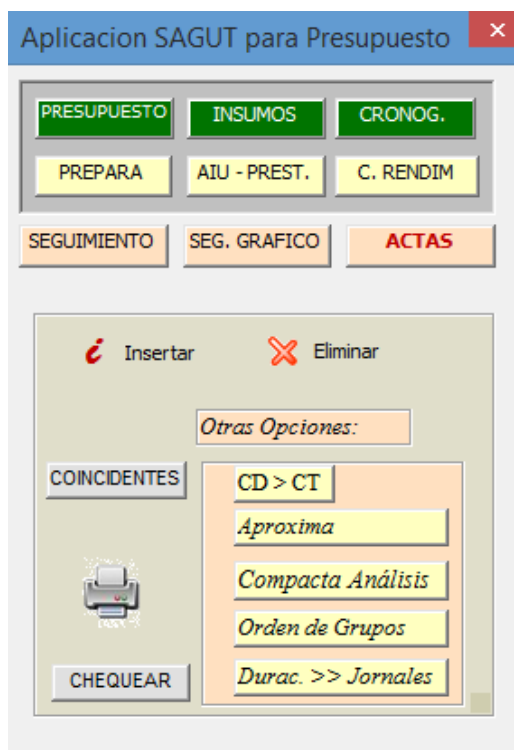 Aplicacion SAGUT para Presupuesto
PRESUPUESTO INSUMOS CRONOG.
PREPARA AIU - PREST. C. RENDIM
SEGUIMIENTO SEG. GRAFICO ACTAS
Insertar Eliminar
Otras Opciones:
COINCIDENTES CD > CT
Aproxima
Compacta Análisis
Orden de Grupos
CHEQUEAR Durac. >> Jornales